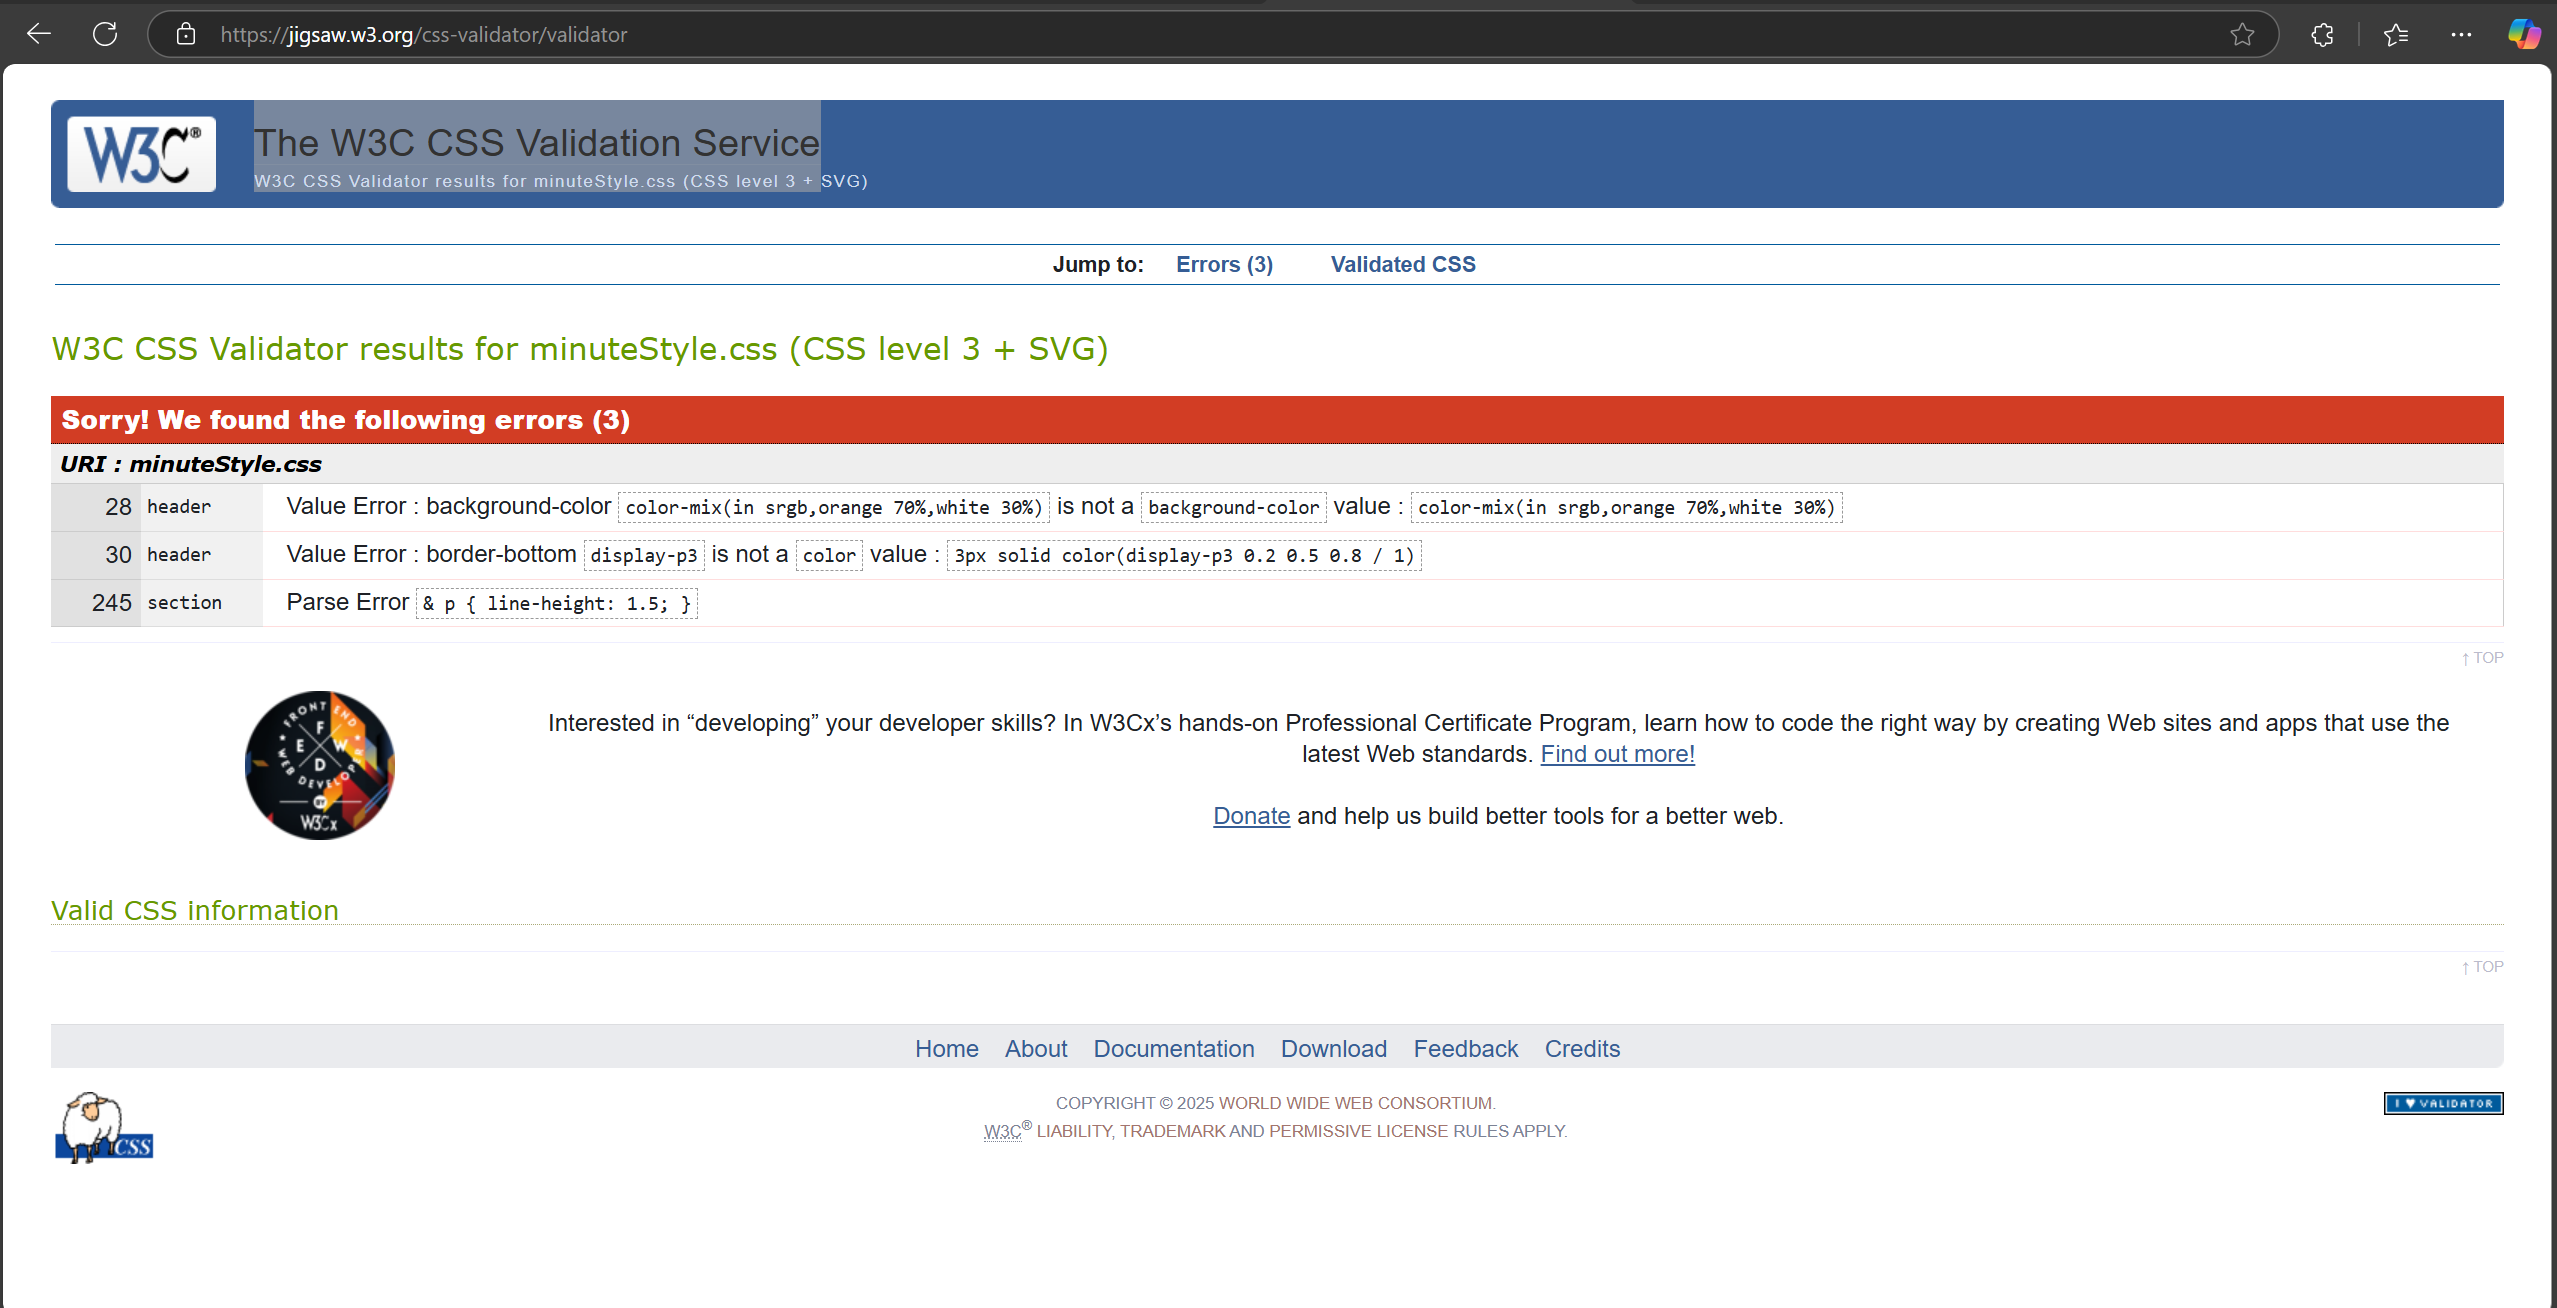 https://jigsaw.w3.org/css-validator/validator
W3C®
The W3C CSS Validation Service
W3C CSS Validator results for minuteStyle.css (CSS level 3 + SVG)
Jump to: Errors (3) Validated CSS
W3C CSS Validator results for minuteStyle.css (CSS level 3 + SVG)
Sorry! We found the following errors (3)
URI : minuteStyle.css
28 header Value Error : background-color color-mix(in srgb,orange 70%,white 30%) is not a background-color value : color-mix(in srgb,orange 70%,white 30%)
30 header Value Error : border-bottom display-p3 is not a color value : 3px solid color(display-p3 0.2 0.5 0.8 / 1)
245 section Parse Error & p { line-height: 1.5; }
↑ TOP
FRONT END
F
E W
D
WEB DEVELOPER
BY
W3Cx
Interested in “developing” your developer skills? In W3Cx’s hands-on Professional Certificate Program, learn how to code the right way by creating Web sites and apps that use the
latest Web standards. Find out more!
Donate and help us build better tools for a better web.
Valid CSS information
↑ TOP
Home About Documentation Download Feedback Credits
CSS
COPYRIGHT © 2025 WORLD WIDE WEB CONSORTIUM.
W3C® LIABILITY, TRADEMARK AND PERMISSIVE LICENSE RULES APPLY.
I ♥ VALIDATOR